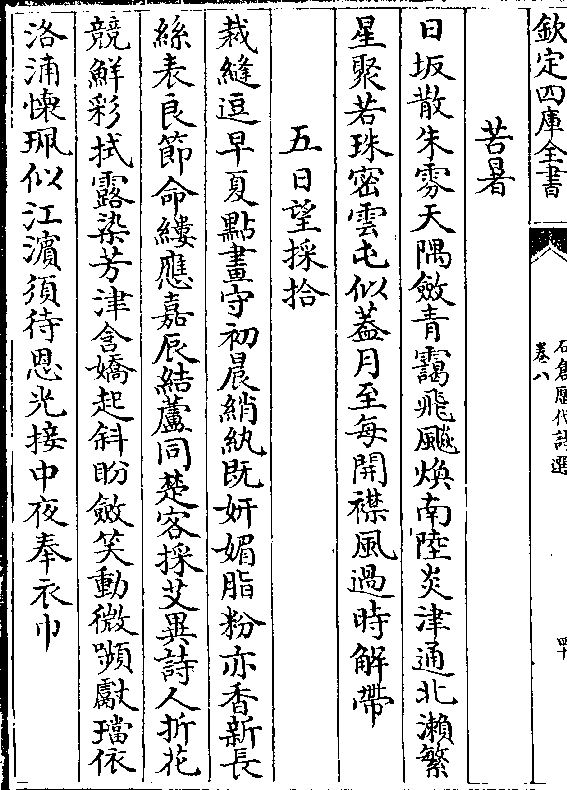 欽定四庫全書
苦暑
日坂散朱雰天隅斂青靄飛飈煥南陸炎津通北瀨繁
星聚若珠密雲屯似蓋月至每開襟風過時解帶
五日望採拾
裁縫逗早夏點畫守初晨綃紈既妍媚脂粉亦香新長
絲表良節命縷應嘉辰結蘆同楚客採艾異詩人折花
競鮮彩拭露染芳津含嬌起斜盼斂笑動微嚬獻璫依
洛浦懐珮似江濵須待恩光接中夜奉衣巾
石倉歴代詩選
卷八
四十